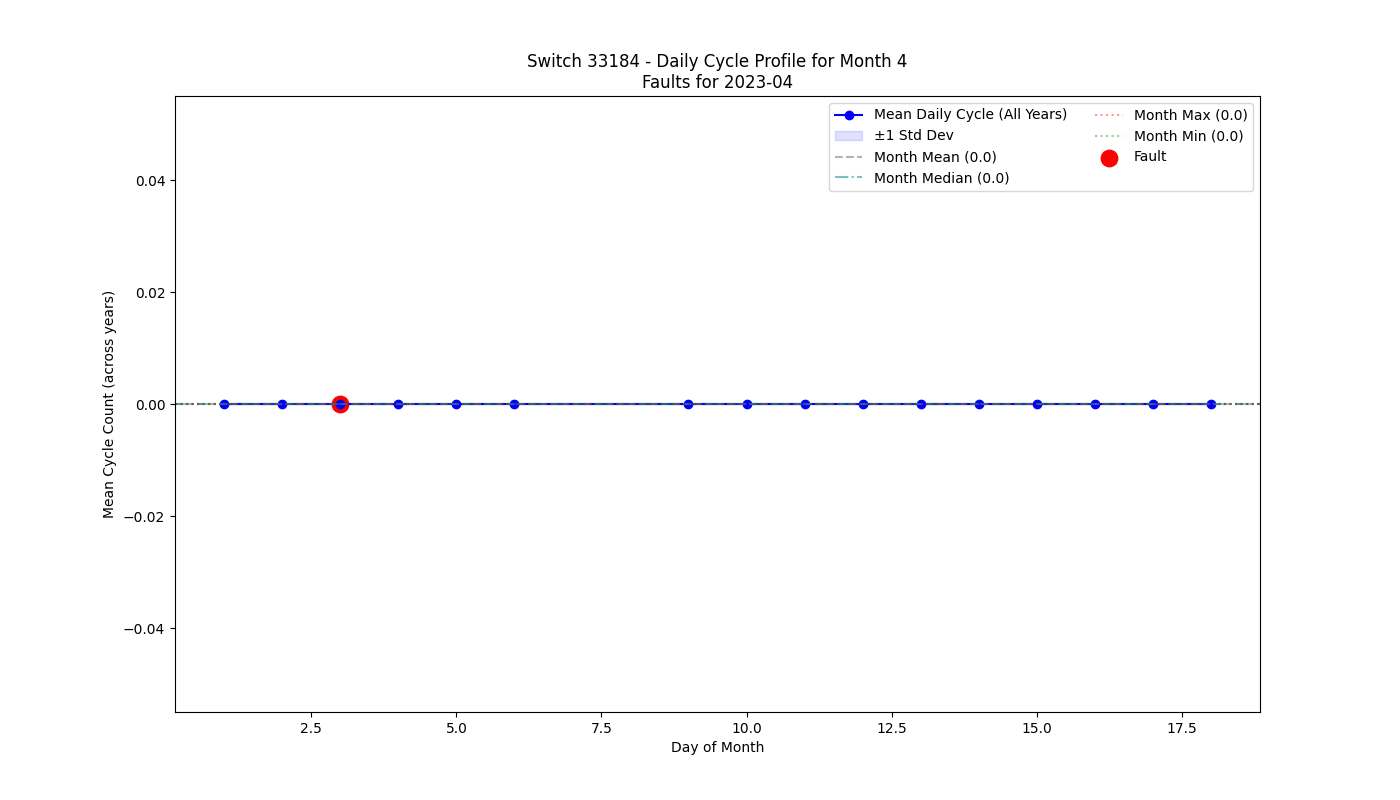 Switch 33184 - Daily Cycle Profile for Month 4
Faults for 2023-04
Mean Daily Cycle (All Years)
±1 Std Dev
Month Mean (0.0)
Month Median (0.0)
Month Max (0.0)
Month Min (0.0)
Fault
Mean Cycle Count (across years)
0.04
0.02
0.00
−0.02
−0.04
2.5
5.0
7.5
10.0
12.5
15.0
17.5
Day of Month